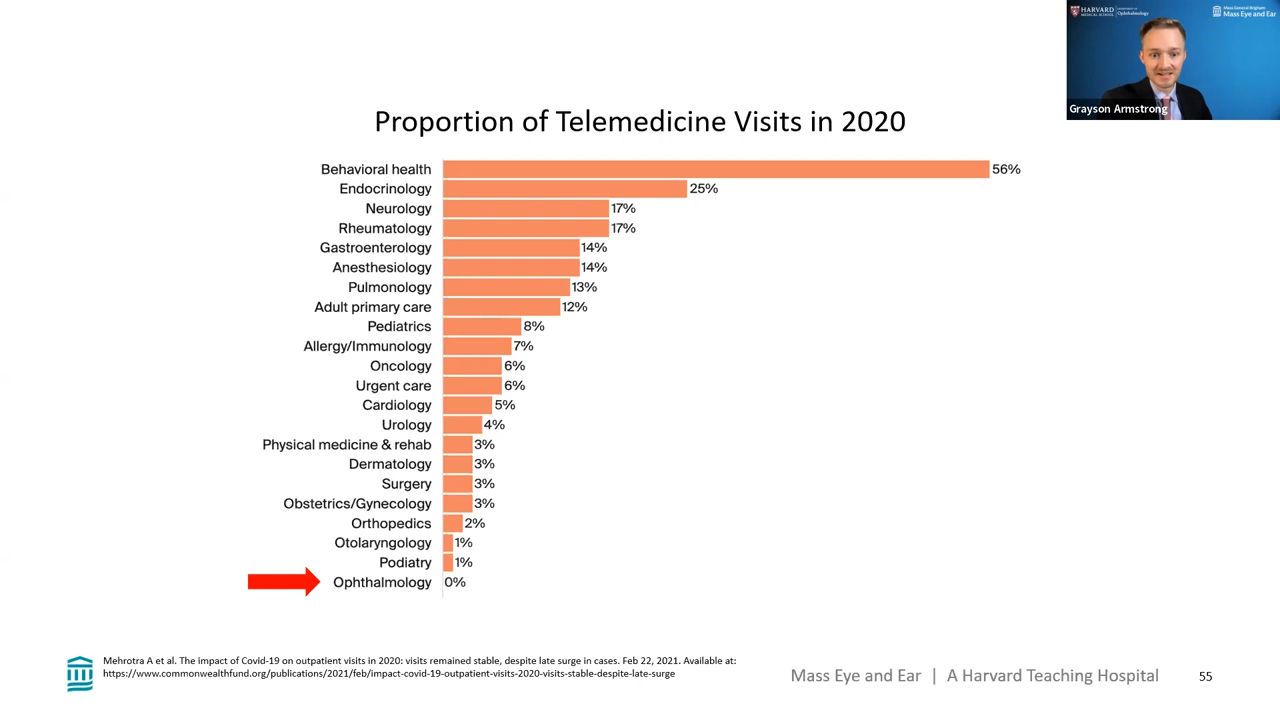 HARVARD
MEDICAL SCHOOL
Ophthalmology
Mass General Brigham
Mass Eye and Ear
Grayson Armstrong
Proportion of Telemedicine Visits in 2020
Behavioral health 56%
Endocrinology 25%
Neurology 17%
Rheumatology 17%
Gastroenterology 14%
Anesthesiology 14%
Pulmonology 13%
Adult primary care 12%
Pediatrics 8%
Allergy/Immunology 7%
Oncology 6%
Urgent care 6%
Cardiology 5%
Urology 4%
Physical medicine & rehab 3%
Dermatology 3%
Surgery 3%
Obstetrics/Gynecology 3%
Orthopedics 2%
Otolaryngology 1%
Podiatry 1%
Ophthalmology 0%
Mehrotra A et al. The impact of Covid-19 on outpatient visits in 2020: visits remained stable, despite late surge in cases. Feb 22, 2021. Available at:
https://www.commonwealthfund.org/publications/2021/feb/impact-covid-19-outpatient-visits-2020-visits-stable-despite-late-surge
Mass Eye and Ear | A Harvard Teaching Hospital
55